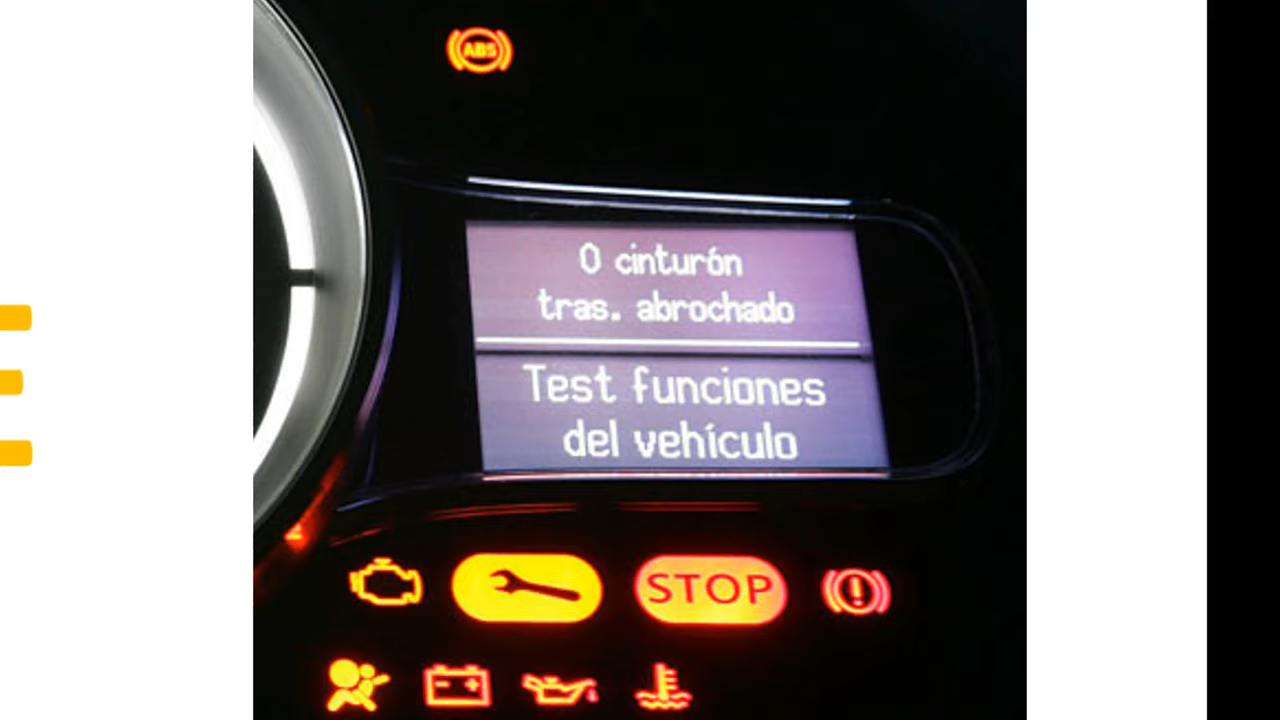 ABS
0 cinturón
tras. abrochado
Test funciones
del vehículo
STOP